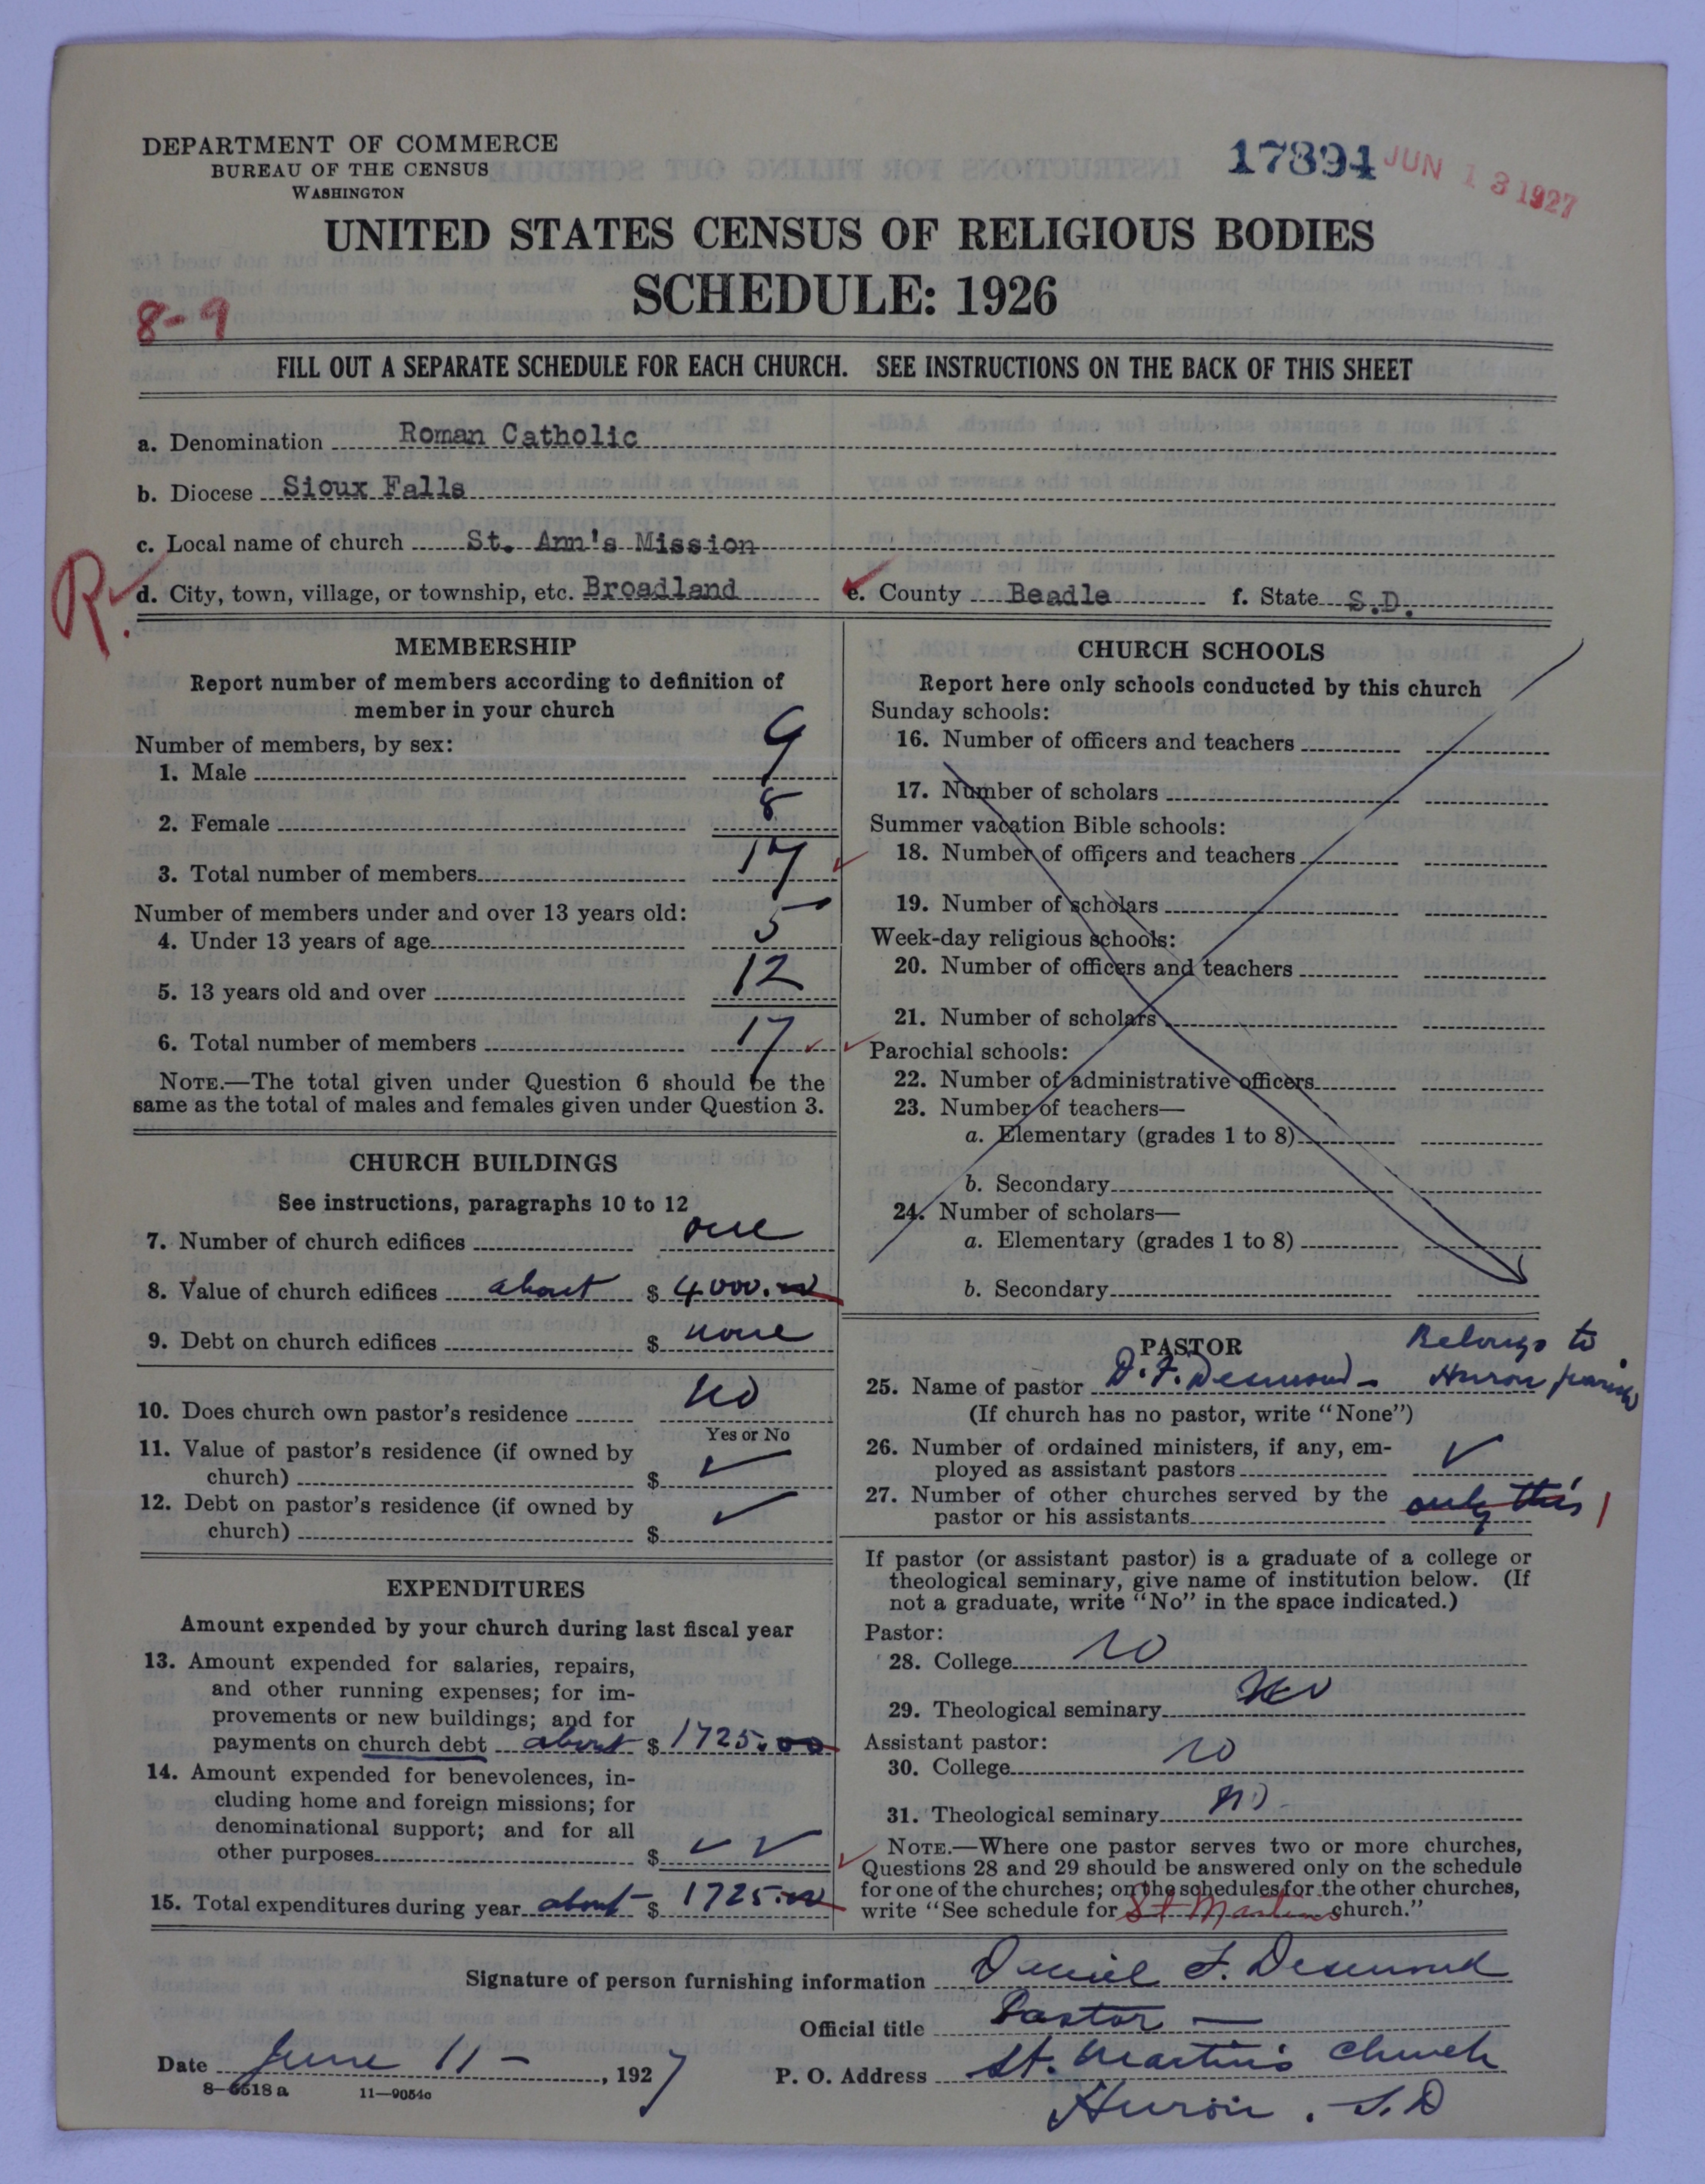 DEPARTMENT OF COMMERCE
BUREAU OF THE CENSUS
WASHINGTON
17894
JUN 13 1927
UNITED STATES CENSUS OF RELIGIOUS BODIES
SCHEDULE: 1926
8-9
FILL OUT A SEPARATE SCHEDULE FOR EACH CHURCH. SEE INSTRUCTIONS ON THE BACK OF THIS SHEET
a. Denomination Roman Catholic
b. Diocese Sioux Falls
c. Local name of church St. Ann's Mission
R.
d. City, town, village, or township, etc. Broadland e. County Beadle f. State S.D.
MEMBERSHIP
Report number of members according to definition of
member in your church
Number of members, by sex:
1. Male 9
2. Female 8
3. Total number of members 17
Number of members under and over 13 years old:
4. Under 13 years of age 5
5. 13 years old and over 12
6. Total number of members 17
NOTE.—The total given under Question 6 should be the
same as the total of males and females given under Question 3.
CHURCH BUILDINGS
See instructions, paragraphs 10 to 12
7. Number of church edifices one
8. Value of church edifices about $ 4000.00
9. Debt on church edifices $ none
10. Does church own pastor's residence no
Yes or No
11. Value of pastor's residence (if owned by
church) $ ✓
12. Debt on pastor's residence (if owned by
church) $ ✓
EXPENDITURES
Amount expended by your church during last fiscal year
13. Amount expended for salaries, repairs,
and other running expenses; for im-
provements or new buildings; and for
payments on church debt about $ 1725.00
14. Amount expended for benevolences, in-
cluding home and foreign missions; for
denominational support; and for all
other purposes $ ✓ ✓
15. Total expenditures during year about $ 1725.00
CHURCH SCHOOLS
Report here only schools conducted by this church
Sunday schools:
16. Number of officers and teachers
17. Number of scholars
Summer vacation Bible schools:
18. Number of officers and teachers
19. Number of scholars
Week-day religious schools:
20. Number of officers and teachers
21. Number of scholars
Parochial schools:
22. Number of administrative officers
23. Number of teachers—
a. Elementary (grades 1 to 8)
b. Secondary
24. Number of scholars—
a. Elementary (grades 1 to 8)
b. Secondary
PASTOR
Belongs to
25. Name of pastor D. F. Desmond – Huron parish
(If church has no pastor, write "None")
26. Number of ordained ministers, if any, em-
ployed as assistant pastors ✓
27. Number of other churches served by the
pastor or his assistants only this 1
If pastor (or assistant pastor) is a graduate of a college or
theological seminary, give name of institution below. (If
not a graduate, write "No" in the space indicated.)
Pastor:
28. College no
29. Theological seminary no
Assistant pastor:
30. College no
31. Theological seminary no
NOTE.—Where one pastor serves two or more churches,
Questions 28 and 29 should be answered only on the schedule
for one of the churches; on the schedules for the other churches,
write "See schedule for St Martins church."
Signature of person furnishing information Daniel F. Desmond
Official title Pastor —
Date June 11 – , 1927 P. O. Address St. Martin's Church
Huron. S.D
8-6518a 11—9054c